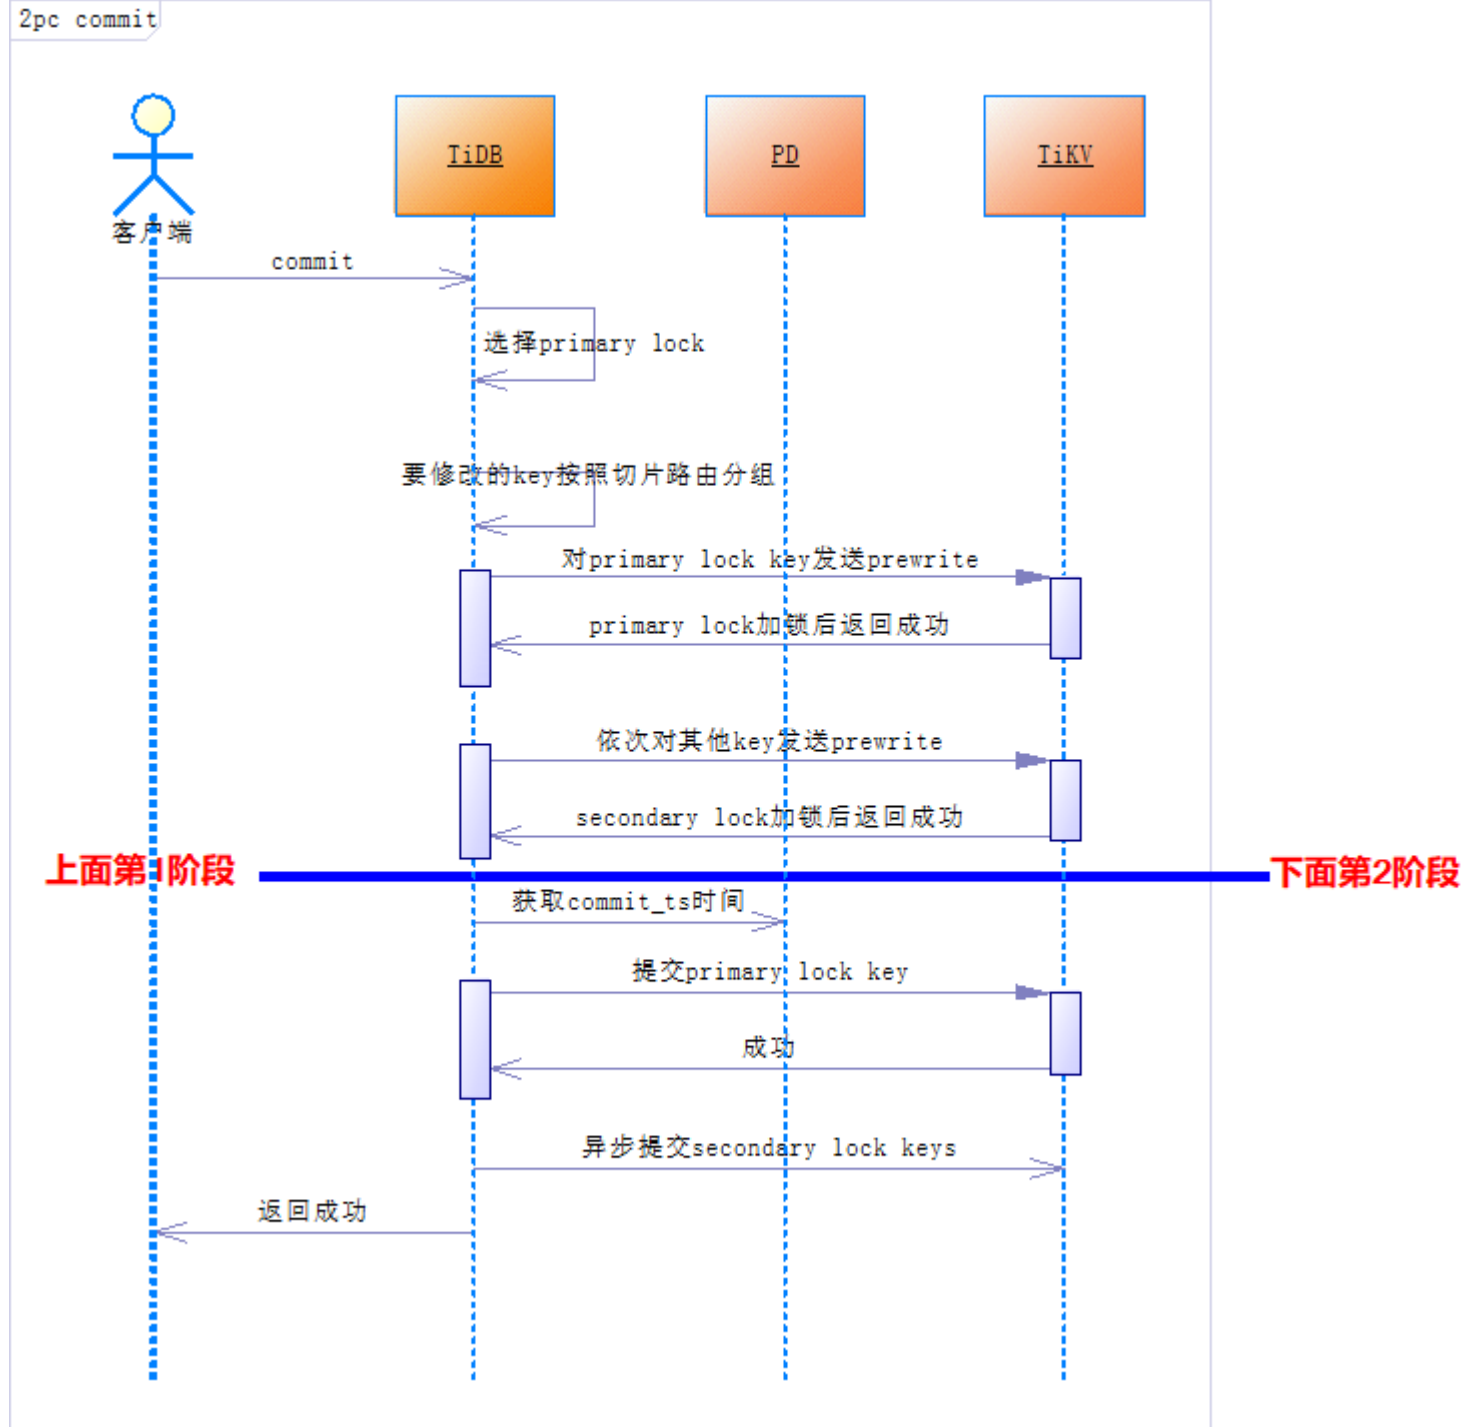 2pc commit
TiDB
PD
TiKV
客户端
commit
选择primary lock
要修改的key按照切片路由分组
对primary lock key发送prewrite
primary lock加锁后返回成功
依次对其他key发送prewrite
secondary lock加锁后返回成功
上面第1阶段
下面第2阶段
获取commit_ts时间
提交primary lock key
成功
异步提交secondary lock keys
返回成功